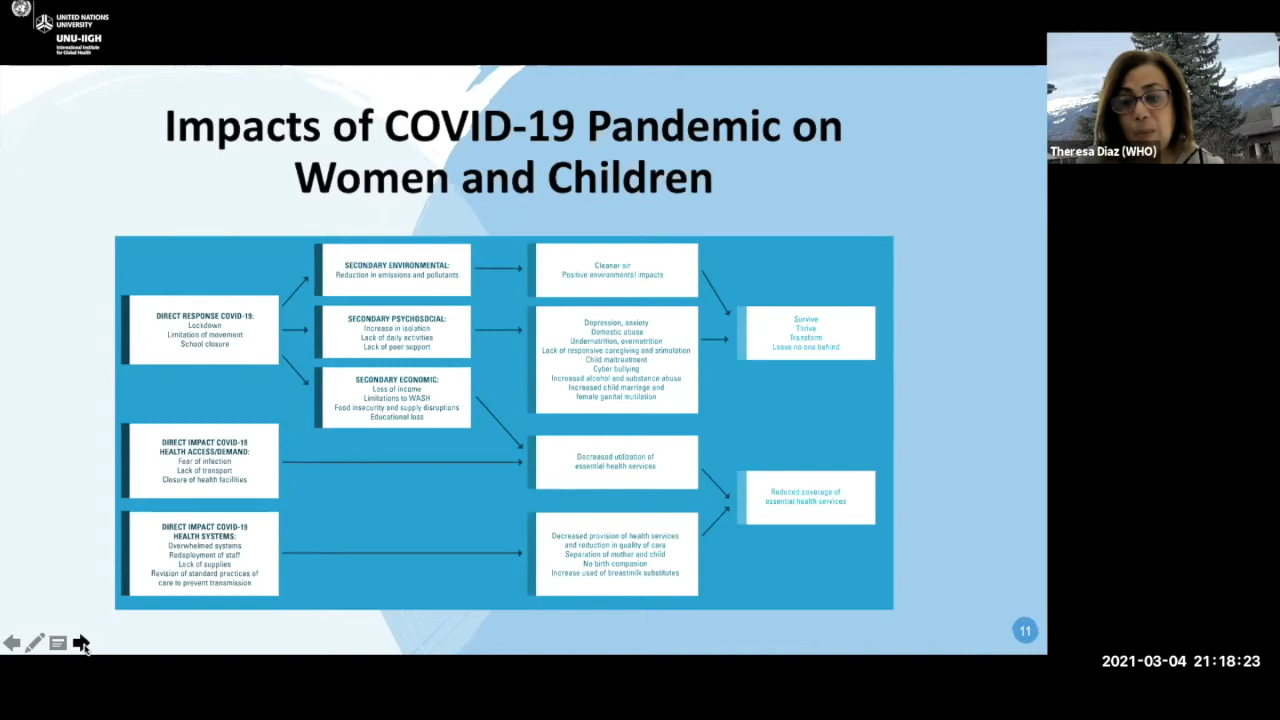 UNITED NATIONS
UNIVERSITY
UNU-IIGH
International Institute
for Global Health
Impacts of COVID-19 Pandemic on
Women and Children
DIRECT RESPONSE COVID-19:
Lockdown
Limitation of movement
School closure
DIRECT IMPACT COVID-19
HEALTH ACCESS/DEMAND:
Fear of infection
Lack of transport
Closure of health facilities
DIRECT IMPACT COVID-19
HEALTH SYSTEMS:
Overwhelmed systems
Redeployment of staff
Lack of supplies
Revision of standard practices of
care to prevent transmission
SECONDARY ENVIRONMENTAL:
Reduction in emissions and pollutants
SECONDARY PSYCHOSOCIAL:
Increase in isolation
Lack of daily activities
Lack of peer support
SECONDARY ECONOMIC:
Loss of income
Limitations to WASH
Food insecurity and supply disruptions
Educational loss
Cleaner air
Positive environmental impacts
Depression, anxiety
Domestic abuse
Undernutrition, overnutrition
Lack of responsive caregiving and stimulation
Child maltreatment
Cyber bullying
Increased alcohol and substance abuse
Increased child marriage and
female genital mutilation
Decreased utilization of
essential health services
Decreased provision of health services
and reduction in quality of care
Separation of mother and child
No birth companion
Increase used of breastmilk substitutes
Survive
Thrive
Transform
Leave no one behind
Reduced coverage of
essential health services
11
Theresa Diaz (WHO)
2021-03-04 21:18:23